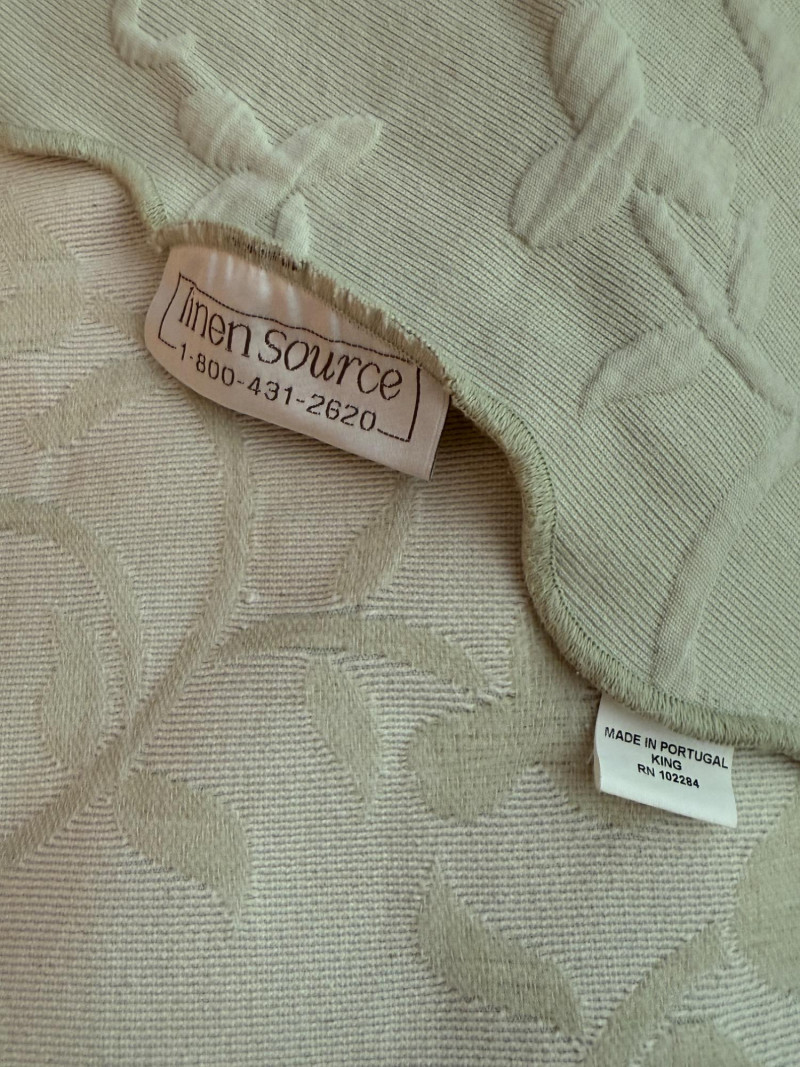 linen source
1-800-431-2620
MADE IN PORTUGAL
KING
RN 102284